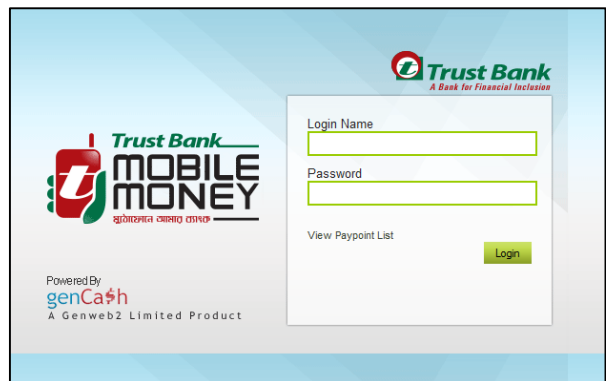 Trust Bank
A Bank for Financial Inclusion
Trust Bank
MOBILE
MONEY
মুঠোফোনে আমার ব্যাংক
Login Name
Password
View Paypoint List
Login
Powered By
genCa$h
A Genweb2 Limited Product